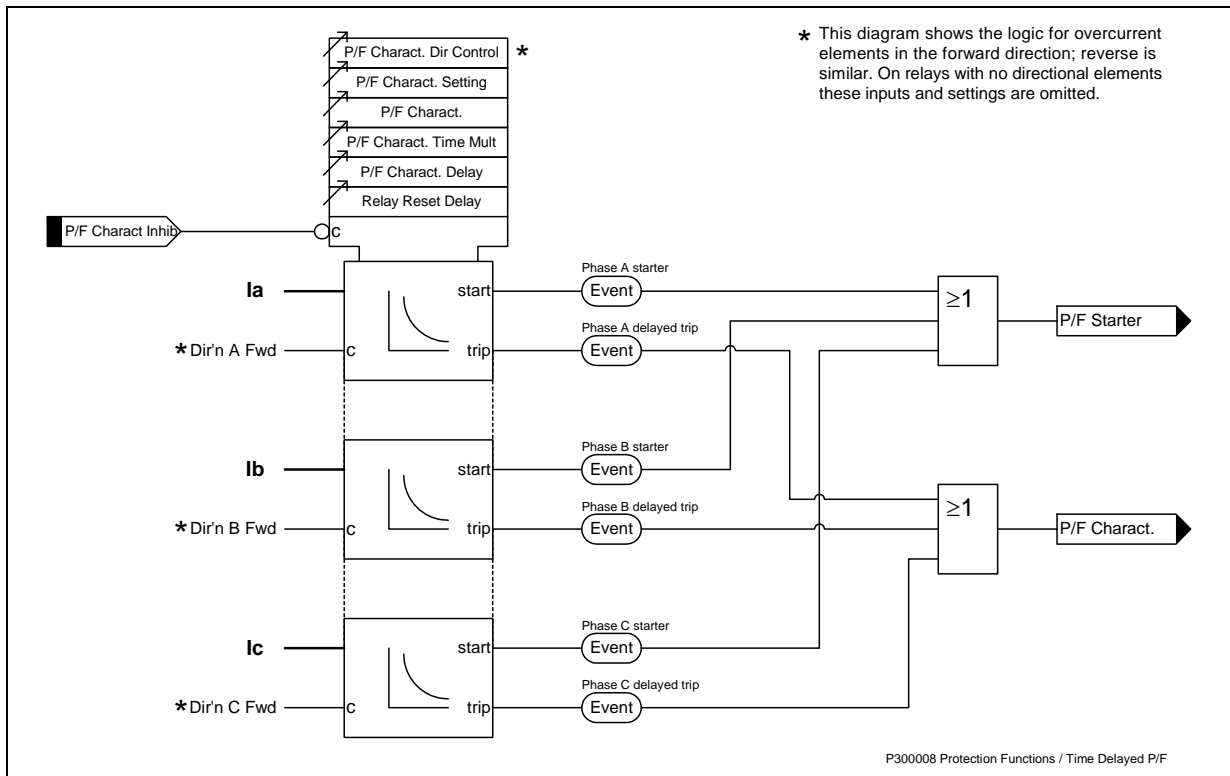 P/F Charact. Dir Control *
P/F Charact. Setting
P/F Charact.
P/F Charact. Time Mult
P/F Charact. Delay
Relay Reset Delay
* This diagram shows the logic for overcurrent
elements in the forward direction; reverse is
similar. On relays with no directional elements
these inputs and settings are omitted.
P/F Charact Inhib
c
Ia
start
Phase A starter
Event
* Dir'n A Fwd
c
trip
Phase A delayed trip
Event
≥1
P/F Starter
Ib
start
Phase B starter
Event
* Dir'n B Fwd
c
trip
Phase B delayed trip
Event
≥1
P/F Charact.
Ic
start
Phase C starter
Event
* Dir'n C Fwd
c
trip
Phase C delayed trip
Event
P300008 Protection Functions / Time Delayed P/F